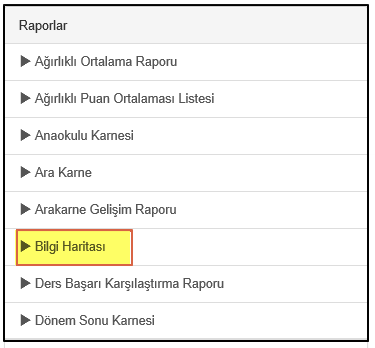 Raporlar
Ağırlıklı Ortalama Raporu
Ağırlıklı Puan Ortalaması Listesi
Anaokulu Karnesi
Ara Karne
Arakarne Gelişim Raporu
Bilgi Haritası
Ders Başarı Karşılaştırma Raporu
Dönem Sonu Karnesi